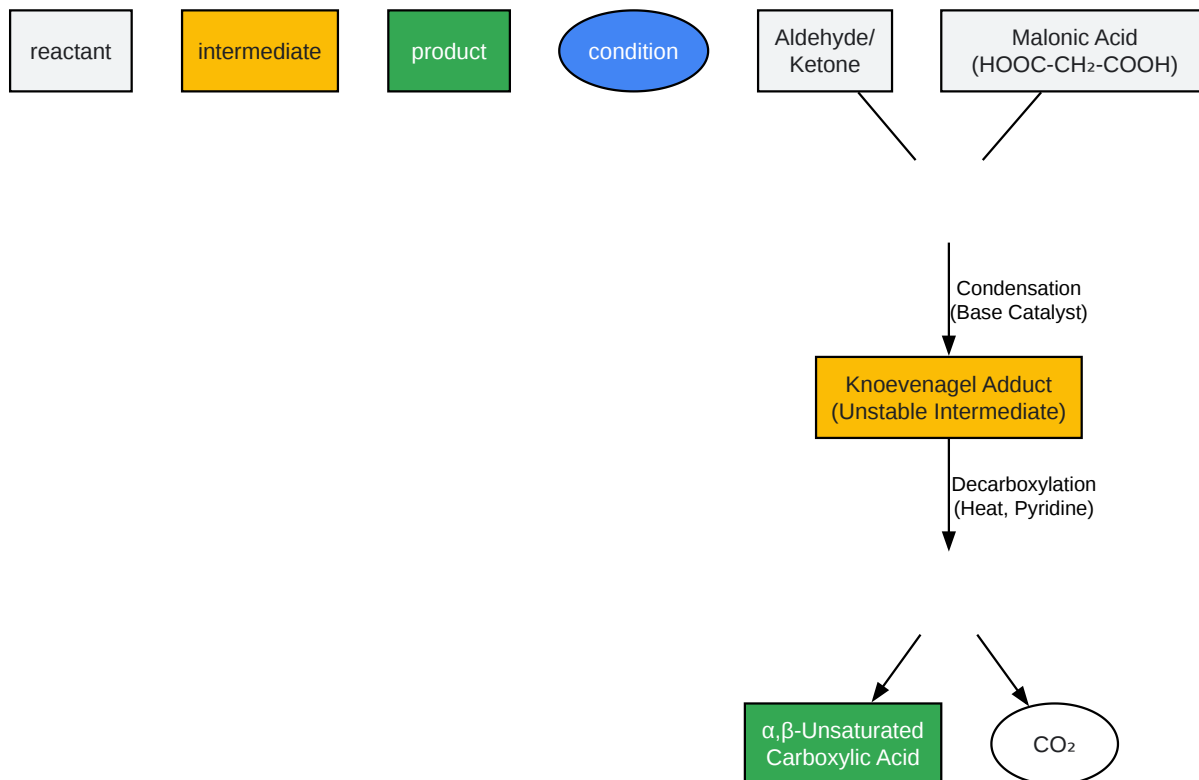 reactant
intermediate
product
condition
Aldehyde/
Ketone
Malonic Acid
(HOOC-CH₂-COOH)
Condensation
(Base Catalyst)
Knoevenagel Adduct
(Unstable Intermediate)
Decarboxylation
(Heat, Pyridine)
α,β-Unsaturated
Carboxylic Acid
CO₂